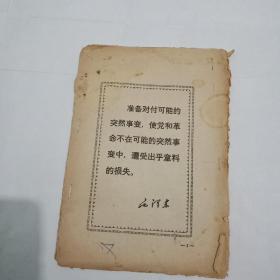 准备对付可能的
突然事变，使党和革
命不在可能的突然事
变中，遭受出乎意料
的损失。
毛泽东
—1—